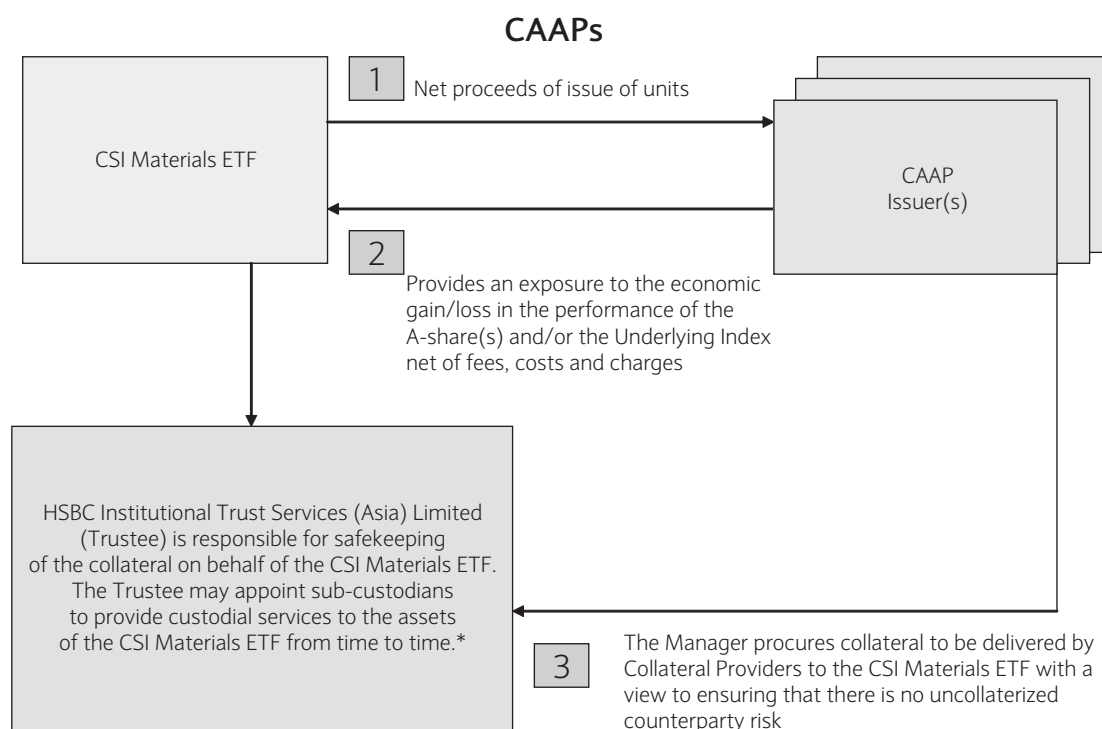 CAAPs
1
Net proceeds of issue of units
CSI Materials ETF
CAAP
Issuer(s)
2
Provides an exposure to the economic
gain/loss in the performance of the
A-share(s) and/or the Underlying Index
net of fees, costs and charges
HSBC Institutional Trust Services (Asia) Limited
(Trustee) is responsible for safekeeping
of the collateral on behalf of the CSI Materials ETF.
The Trustee may appoint sub-custodians
to provide custodial services to the assets
of the CSI Materials ETF from time to time.*
3
The Manager procures collateral to be delivered by
Collateral Providers to the CSI Materials ETF with a
view to ensuring that there is no uncollaterized
counterparty risk